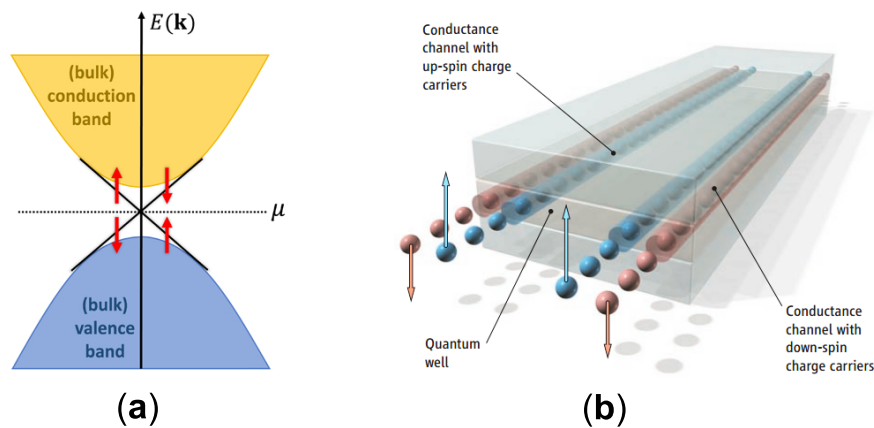 E(k)
(bulk)
conduction
band
μ
(bulk)
valence
band
(a)
Conductance
channel with
up-spin charge
carriers
Quantum
well
Conductance
channel with
down-spin
charge carriers
(b)